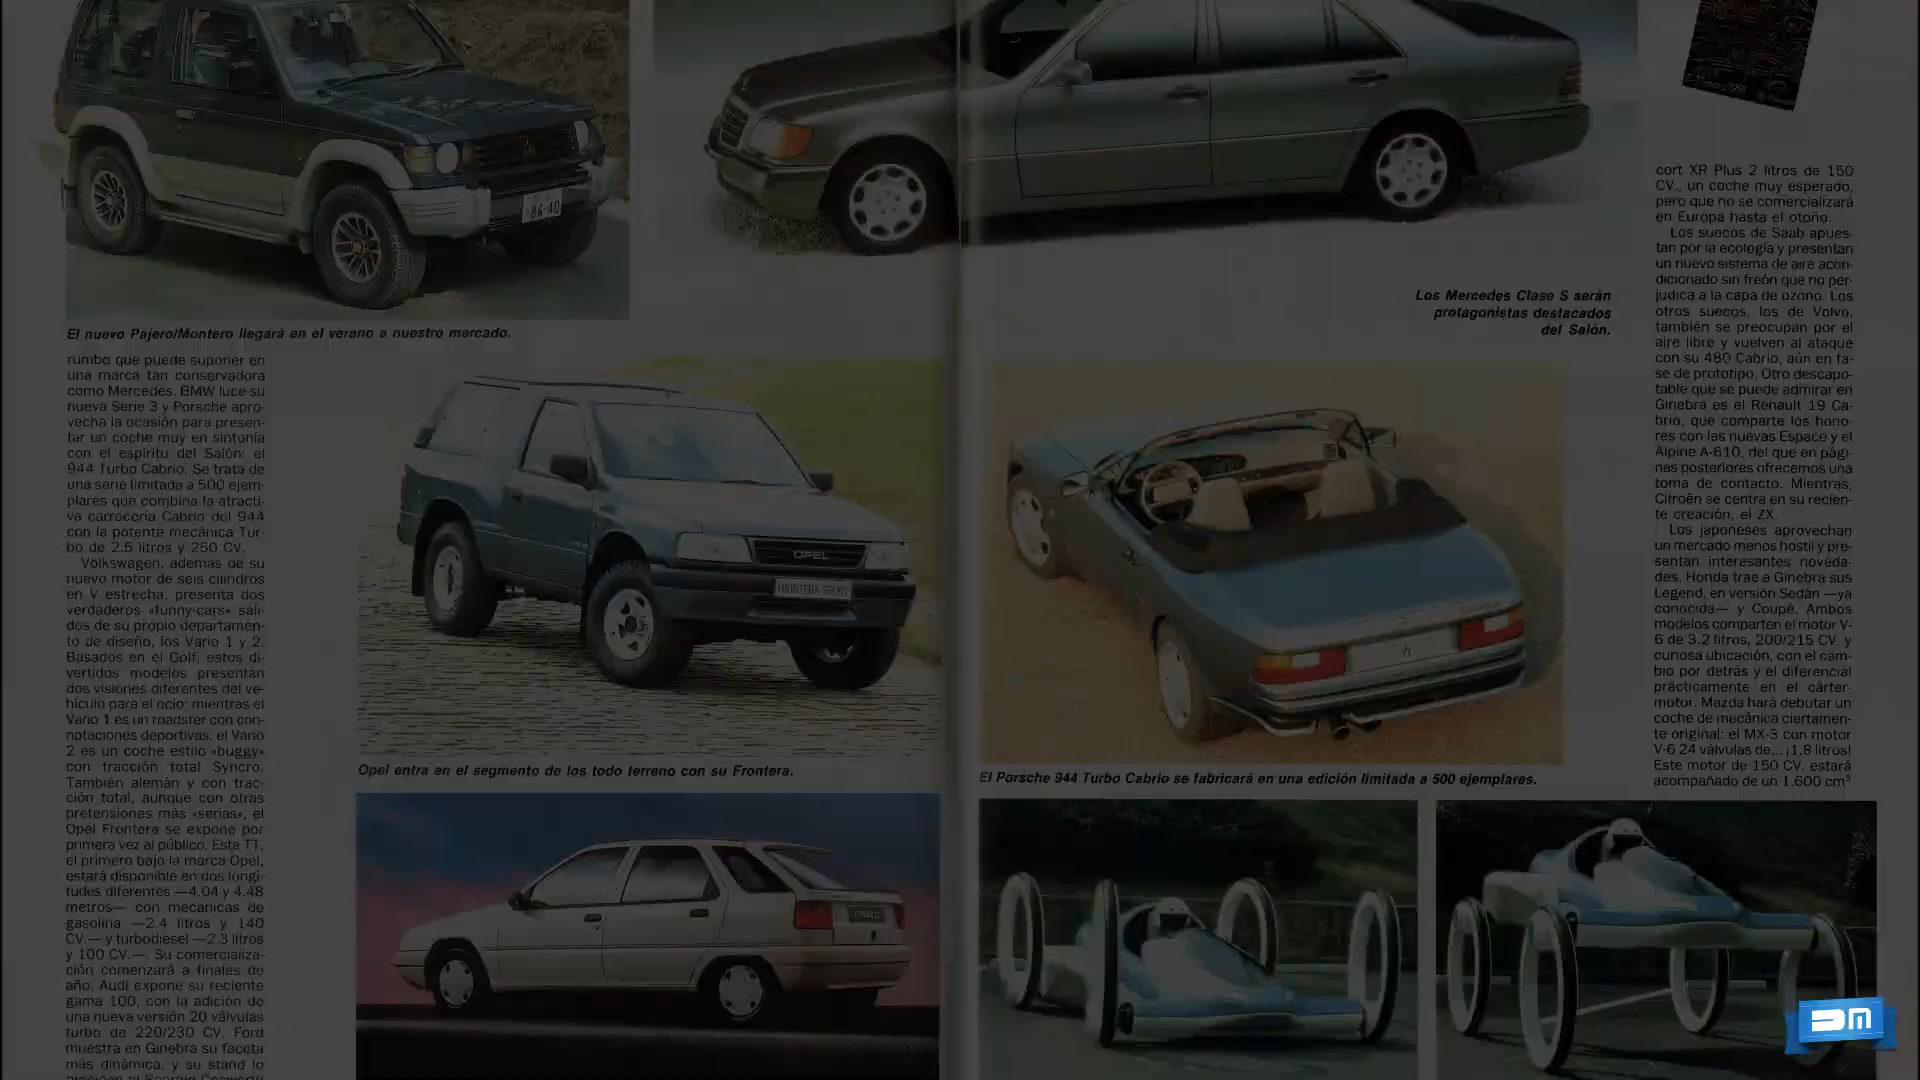 El nuevo Pajero/Montero llegará en el verano a nuestro mercado.
Los Mercedes Clase S serán
protagonistas destacados
del Salón.
rumbo que puede suponer en
una marca tan conservadora
como Mercedes. BMW luce su
nueva Serie 3 y Porsche apro-
vecha la ocasión para presen-
tar un coche muy en sintonía
con el espíritu del Salón: el
944 Turbo Cabrio. Se trata de
una serie limitada a 500 ejem-
plares que combina la atracti-
va carrocería Cabrio del 944
con la potente mecánica Tur-
bo de 2.5 litros y 250 CV.
Volkswagen, además de su
nuevo motor de seis cilindros
en V estrecha, presenta dos
verdaderos «funny-cars» sali-
dos de su propio departamen-
to de diseño, los Vario 1 y 2.
Basados en el Golf, estos di-
vertidos modelos presentan
dos visiones diferentes del ve-
hículo para el ocio: mientras el
Vario 1 es un roadster con con-
notaciones deportivas, el Vario
2 es un coche estilo «buggy»
con tracción total Syncro.
También alemán y con trac-
ción total, aunque con otras
pretensiones más «serias», el
Opel Frontera se expone por
primera vez al público. Este TT,
el primero bajo la marca Opel,
estará disponible en dos longi-
tudes diferentes —4.04 y 4.48
metros— con mecánicas de
gasolina —2.4 litros y 140
CV.— y turbodiesel —2.3 litros
y 100 CV.—. Su comercializa-
ción comenzará a finales de
año. Audi expone su reciente
gama 100, con la adición de
una nueva versión 20 válvulas
turbo de 220/230 CV. Ford
muestra en Ginebra su faceta
más dinámica, y su stand lo
86-40
OPEL
FRONTERA SPORT
Opel entra en el segmento de los todo terreno con su Frontera.
El Porsche 944 Turbo Cabrio se fabricará en una edición limitada a 500 ejemplares.
cort XR Plus 2 litros de 150
CV., un coche muy esperado,
pero que no se comercializará
en Europa hasta el otoño.
Los suecos de Saab apues-
tan por la ecología y presentan
un nuevo sistema de aire acon-
dicionado sin freón que no per-
judica a la capa de ozono. Los
otros suecos, los de Volvo,
también se preocupan por el
aire libre y vuelven al ataque
con su 480 Cabrio, aún en fa-
se de prototipo. Otro descapo-
table que se puede admirar en
Ginebra es el Renault 19 Ca-
brio, que comparte los hono-
res con las nuevas Espace y el
Alpine A-610, del que en pági-
nas posteriores ofrecemos una
toma de contacto. Mientras,
Citroën se centra en su recien-
te creación, el ZX.
Los japoneses aprovechan
un mercado menos hostil y pre-
sentan interesantes noveda-
des. Honda trae a Ginebra sus
Legend, en versión Sedán —ya
conocida— y Coupé. Ambos
modelos comparten el motor V-
6 de 3.2 litros, 200/215 CV. y
curiosa ubicación, con el cam-
bio por detrás y el diferencial
prácticamente en el cárter-
motor. Mazda hará debutar un
coche de mecánica ciertamen-
te original: el MX-3 con motor
V-6 24 válvulas de... ¡1.8 litros!
Este motor de 150 CV. estará
acompañado de un 1.600 cm³